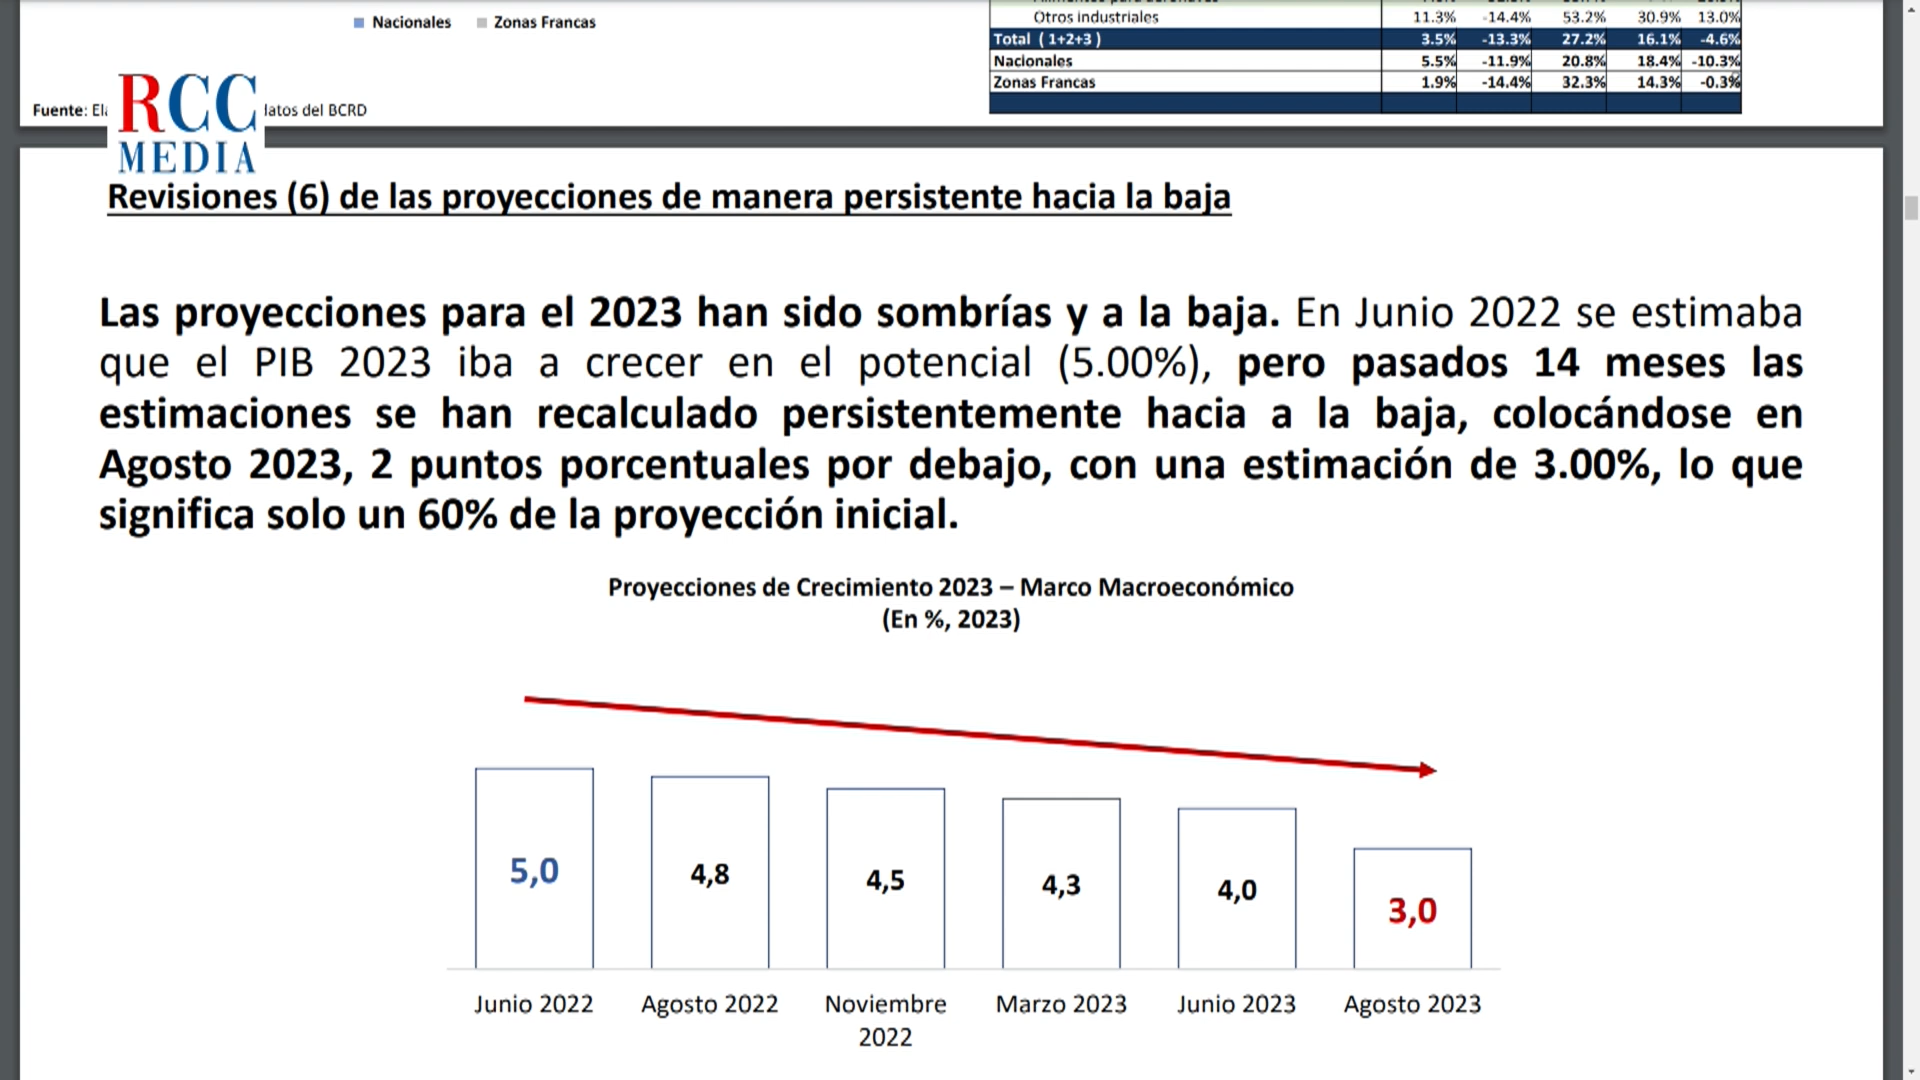 Nacionales Zonas Francas
Otros industriales 11.3% -14.4% 53.2% 30.9% 13.0%
Total ( 1+2+3 ) 3.5% -13.3% 27.2% 16.1% -4.6%
Nacionales 5.5% -11.9% 20.8% 18.4% -10.3%
Zonas Francas 1.9% -14.4% 32.3% 14.3% -0.3%
Fuente: datos del BCRD
RCC
MEDIA
Revisiones (6) de las proyecciones de manera persistente hacia la baja
Las proyecciones para el 2023 han sido sombrías y a la baja. En Junio 2022 se estimaba
que el PIB 2023 iba a crecer en el potencial (5.00%), pero pasados 14 meses las
estimaciones se han recalculado persistentemente hacia a la baja, colocándose en
Agosto 2023, 2 puntos porcentuales por debajo, con una estimación de 3.00%, lo que
significa solo un 60% de la proyección inicial.
Proyecciones de Crecimiento 2023 – Marco Macroeconómico
(En %, 2023)
5,0 4,8 4,5 4,3 4,0 3,0
Junio 2022 Agosto 2022 Noviembre Marzo 2023 Junio 2023 Agosto 2023
2022